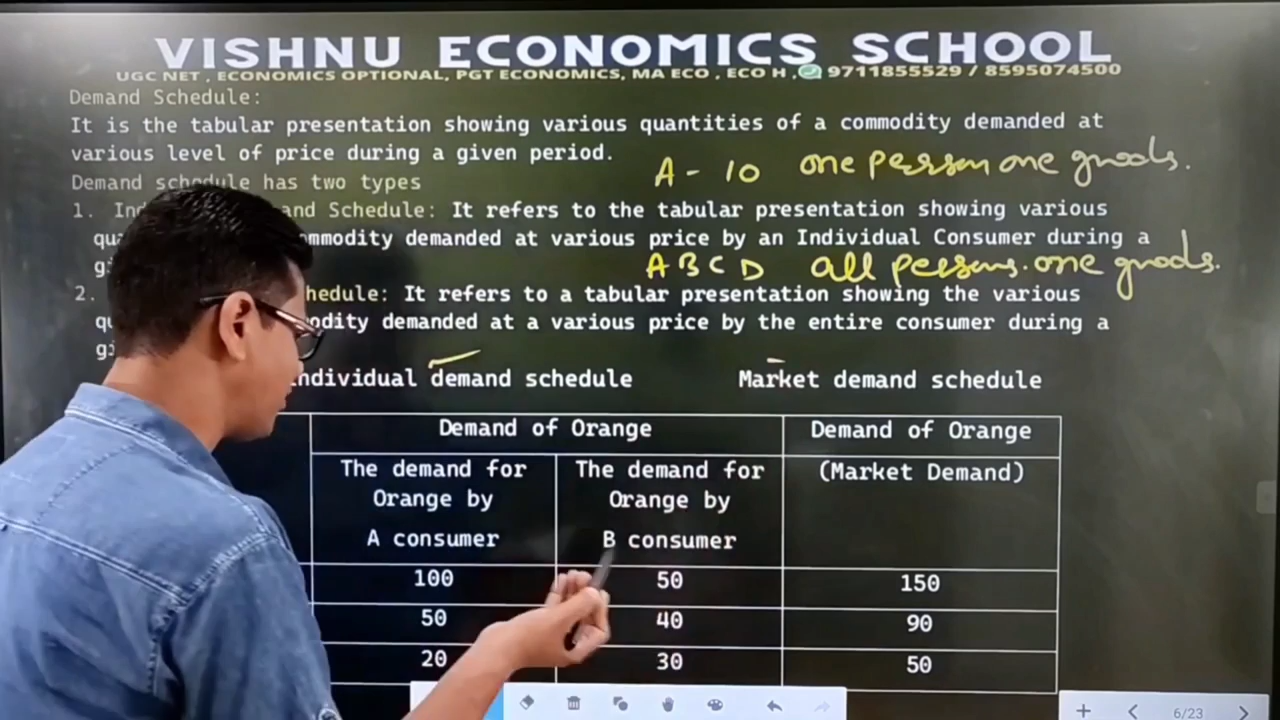 VISHNU ECONOMICS SCHOOL
UGC NET , ECONOMICS OPTIONAL, PGT ECONOMICS, MA ECO , ECO H , 9711855529 / 8595074500
Demand Schedule:
It is the tabular presentation showing various quantities of a commodity demanded at
various level of price during a given period.
A - 10 one person one goods.
Demand schedule has two types
1. and Schedule: It refers to the tabular presentation showing various
demanded at various price by an Individual Consumer during a
A B C D all persons. one goods.
2. It refers to a tabular presentation showing the various
demanded at a various price by the entire consumer during a
demand schedule Market demand schedule
Demand of Orange Demand of Orange
The demand for The demand for (Market Demand)
Orange by Orange by
A consumer B consumer
100 50 150
50 40 90
20 30 50
6/23